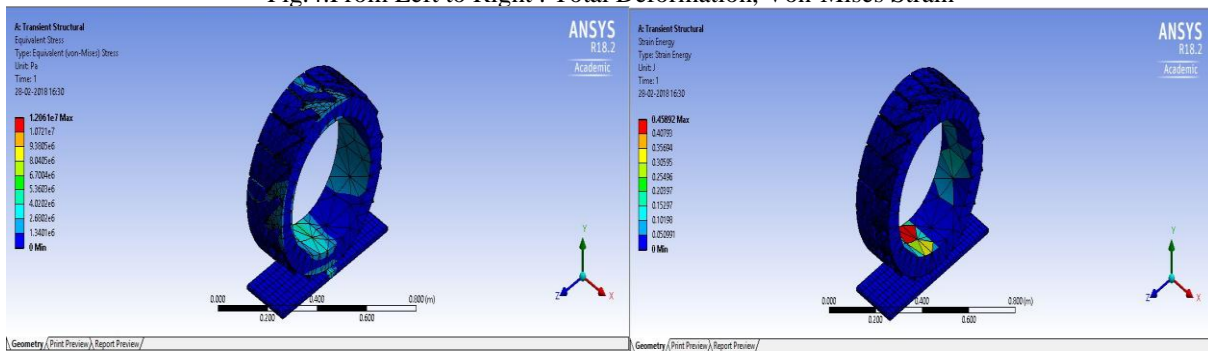 Fig.4.From Left to Right : Total Deformation, Von-Mises Strain
A: Transient Structural
Equivalent Stress
Type: Equivalent (von-Mises) Stress
Unit: Pa
Time: 1
28-02-2018 16:30
1.2061e7 Max
1.0721e7
9.3805e6
8.0405e6
6.7004e6
5.3603e6
4.0202e6
2.6802e6
1.3401e6
0 Min
ANSYS
R18.2
Academic
Y
Z
X
0.000
0.400
0.800 (m)
0.200
0.600
Geometry / Print Preview / Report Preview /
A: Transient Structural
Strain Energy
Type: Strain Energy
Unit: J
Time: 1
28-02-2018 16:30
0.45892 Max
0.40793
0.35694
0.30595
0.25496
0.20397
0.15297
0.10198
0.050991
0 Min
ANSYS
R18.2
Academic
Y
Z
X
0.000
0.400
0.800 (m)
0.200
0.600
Geometry / Print Preview / Report Preview /